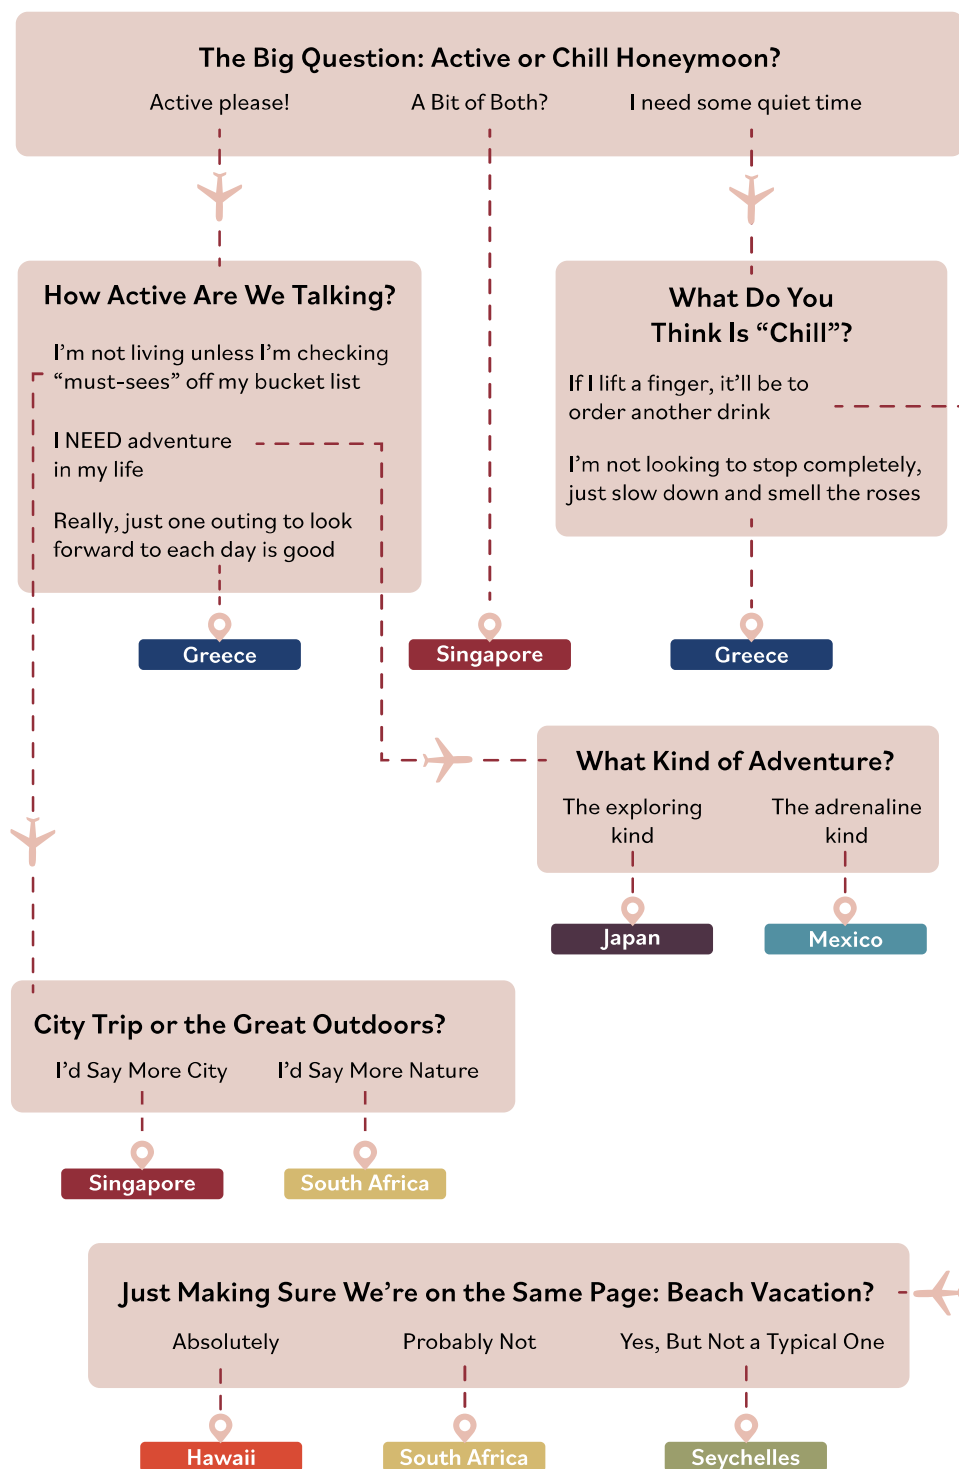 The Big Question: Active or Chill Honeymoon?
Active please!
A Bit of Both?
I need some quiet time
How Active Are We Talking?
I'm not living unless I'm checking
“must-sees” off my bucket list
I NEED adventure
in my life
Really, just one outing to look
forward to each day is good
Greece
Singapore
What Do You
Think Is “Chill”?
If I lift a finger, it'll be to
order another drink
I'm not looking to stop completely,
just slow down and smell the roses
Greece
What Kind of Adventure?
The exploring
kind
The adrenaline
kind
Japan
Mexico
City Trip or the Great Outdoors?
I'd Say More City
I'd Say More Nature
Singapore
South Africa
Just Making Sure We're on the Same Page: Beach Vacation?
Absolutely
Probably Not
Yes, But Not a Typical One
Hawaii
South Africa
Seychelles